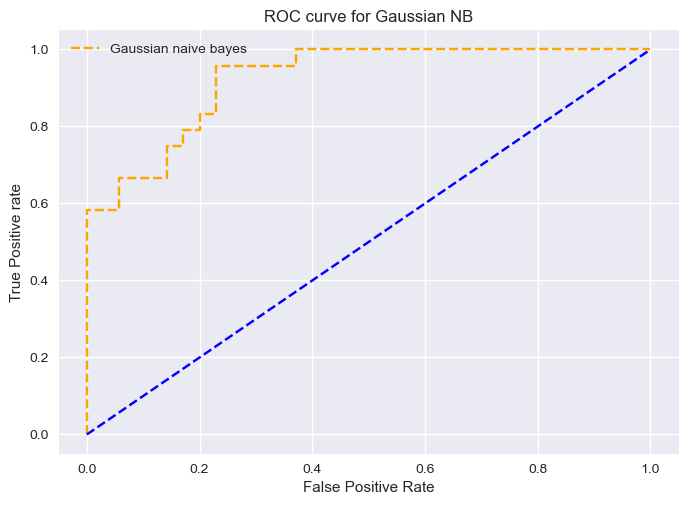 ROC curve for Gaussian NB
Gaussian naive bayes
True Positive rate
1.0
0.8
0.6
0.4
0.2
0.0
0.0 0.2 0.4 0.6 0.8 1.0
False Positive Rate